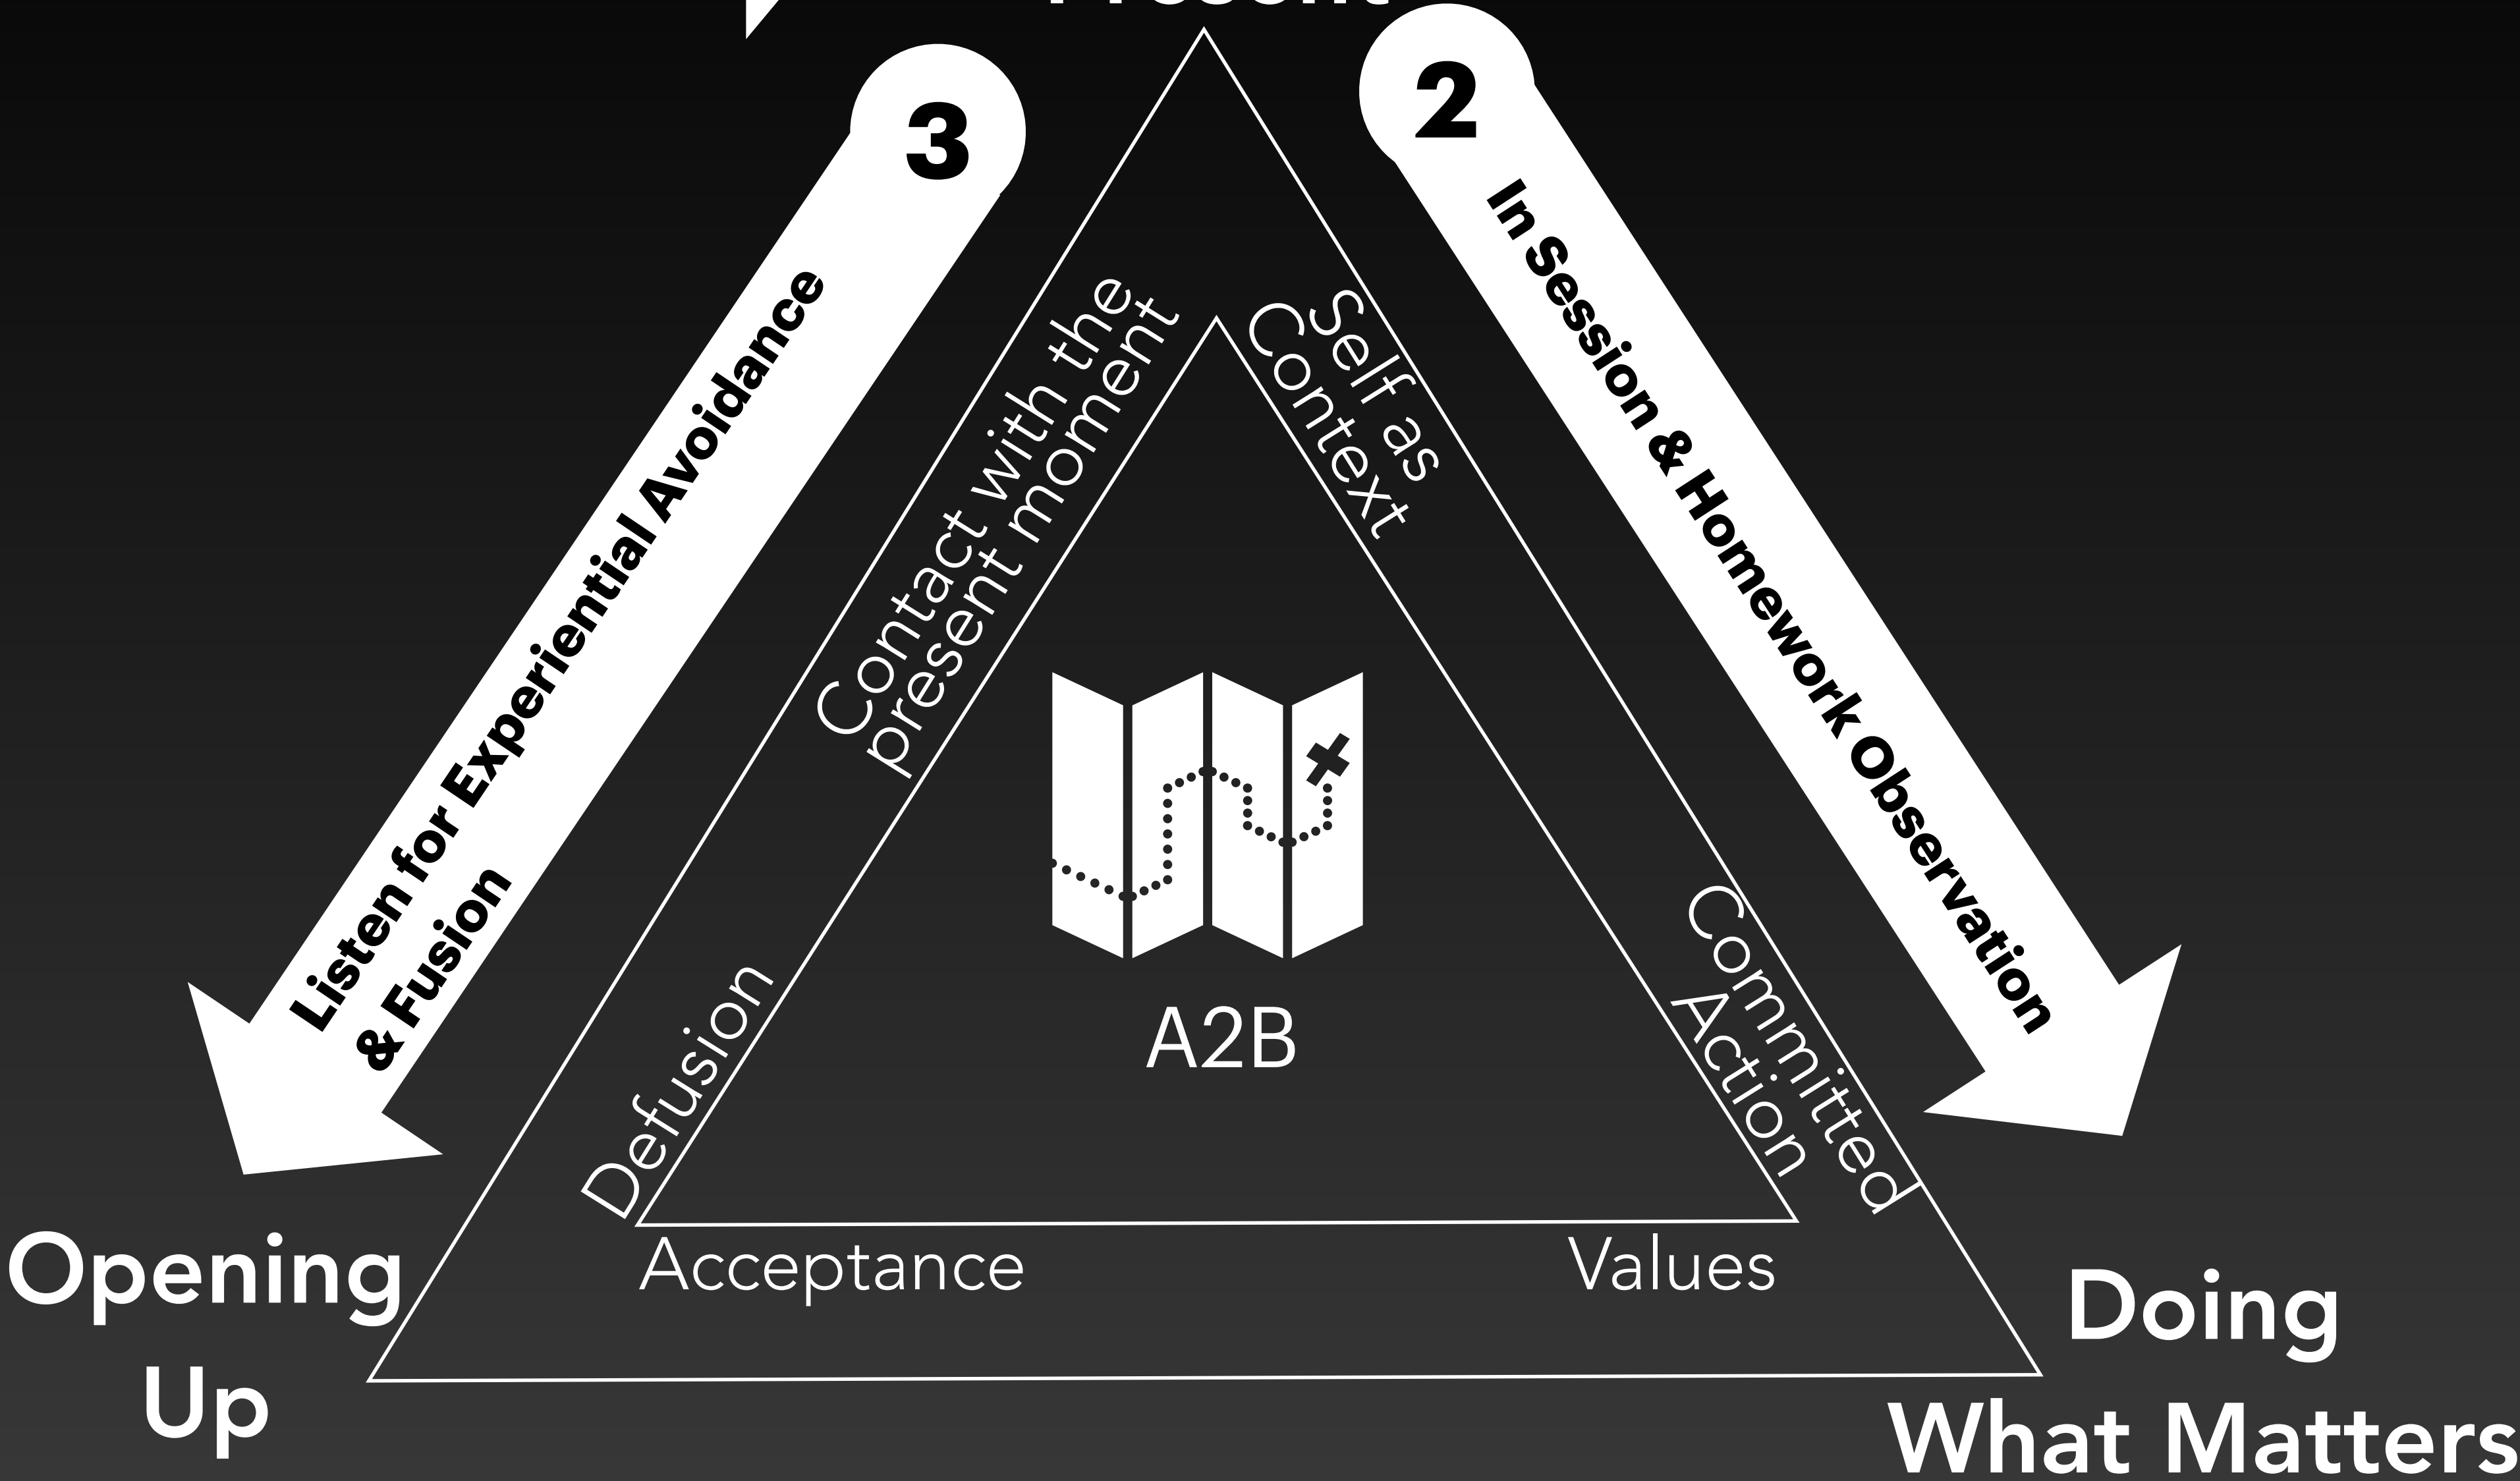 3
2
Listen for Experiential Avoidance
& Fusion
In Session & Homework Observation
Contact with the
present moment
Self as
Context
Defusion
A2B
Committed
Action
Acceptance
Values
Opening
Up
Doing
What Matters